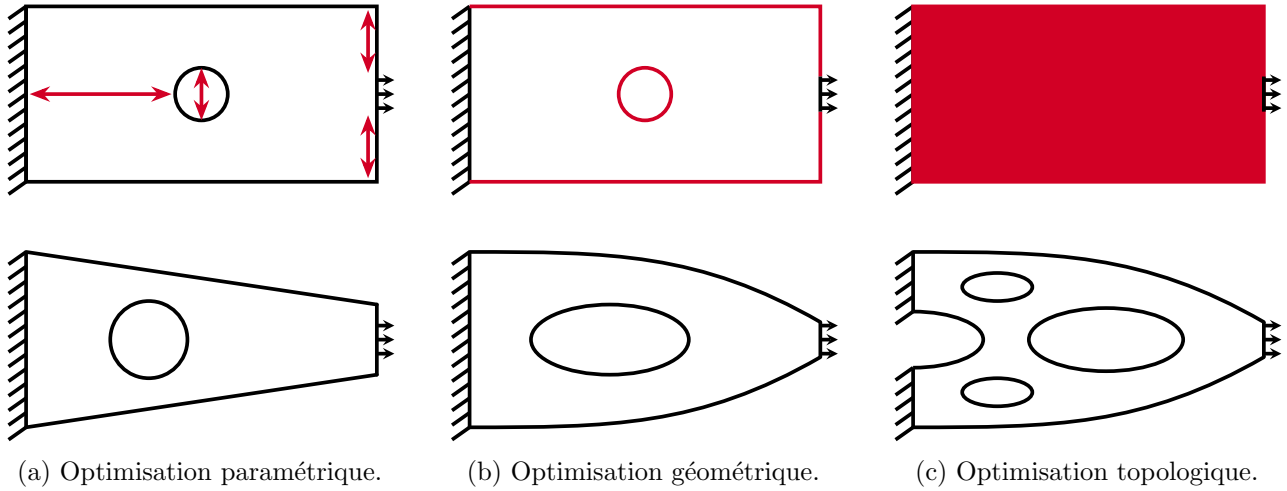 (a) Optimisation paramétrique.
(b) Optimisation géométrique.
(c) Optimisation topologique.